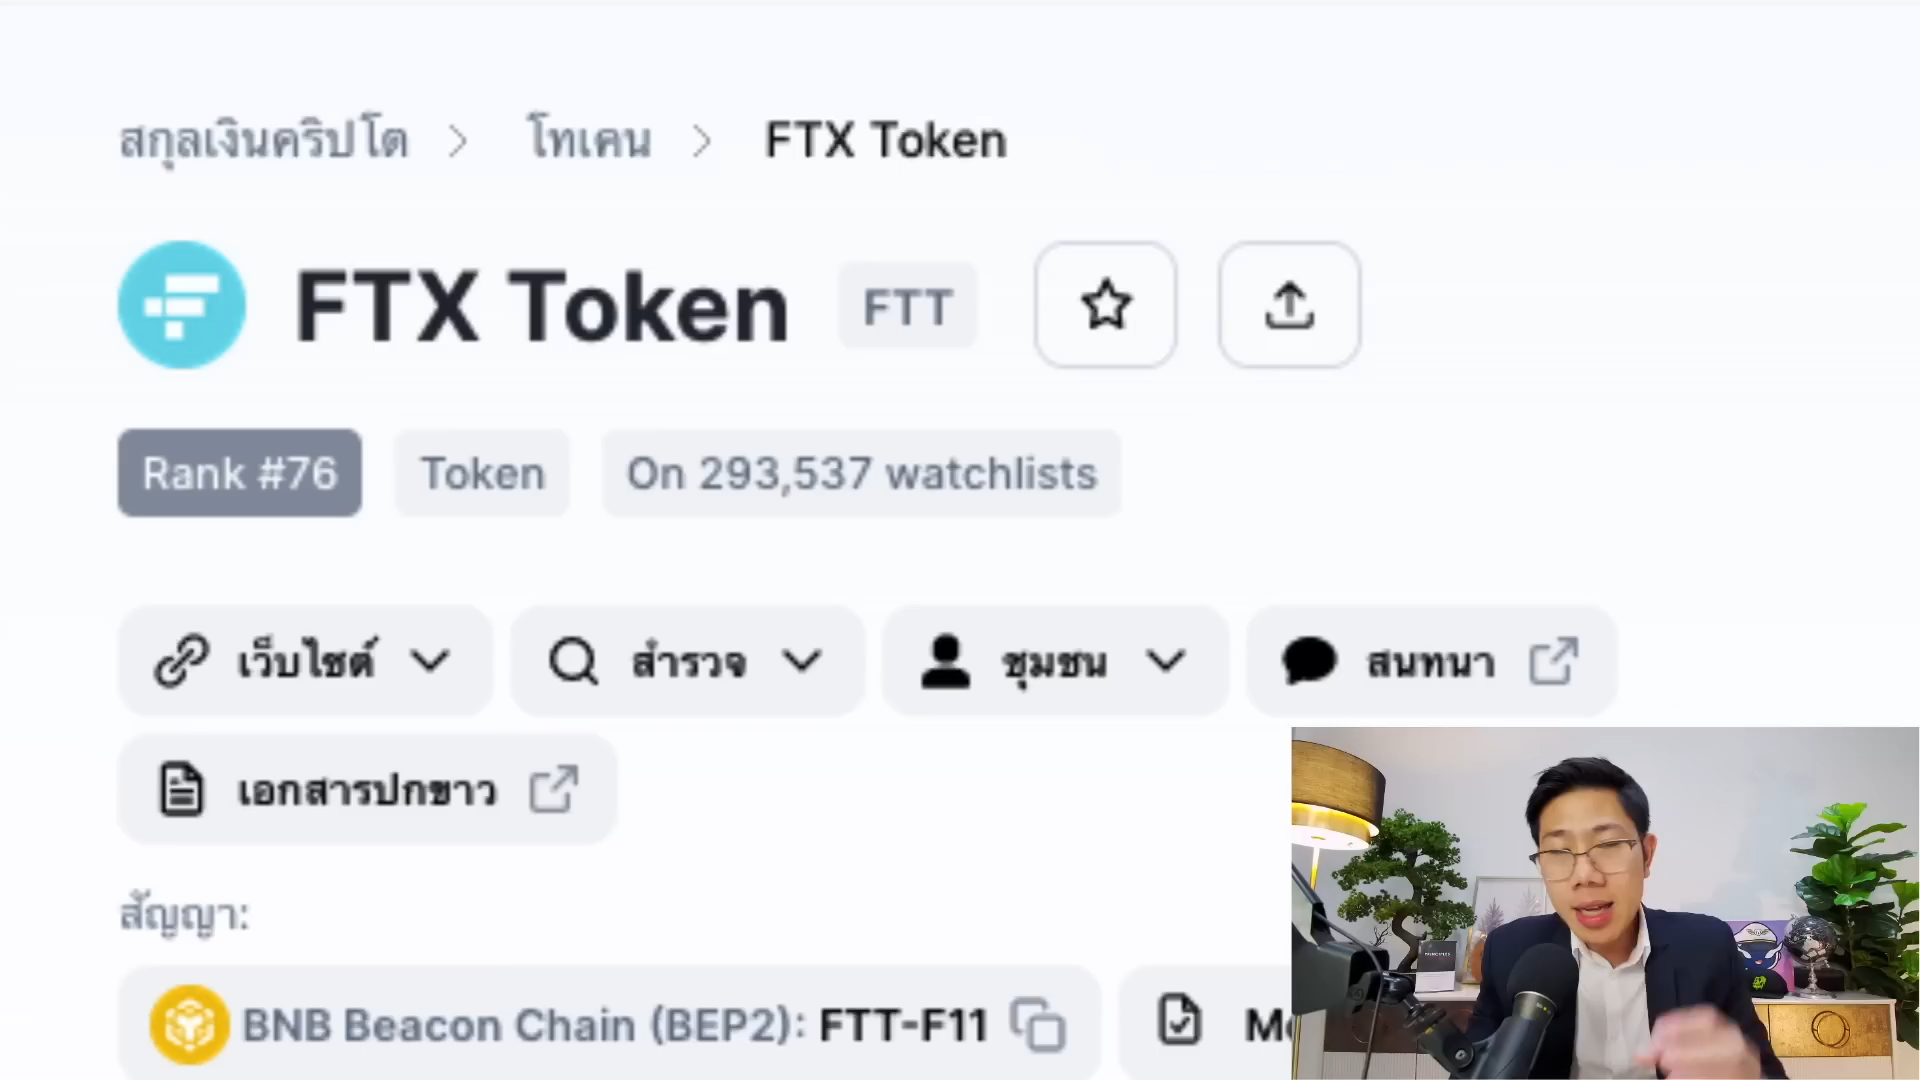 สกุลเงินคริปโต > โทเคน > FTX Token
FTX Token FTT
Rank #76 Token On 293,537 watchlists
เว็บไซต์ สำรวจ ชุมชน สนทนา
เอกสารปกขาว
สัญญา:
BNB Beacon Chain (BEP2): FTT-F11